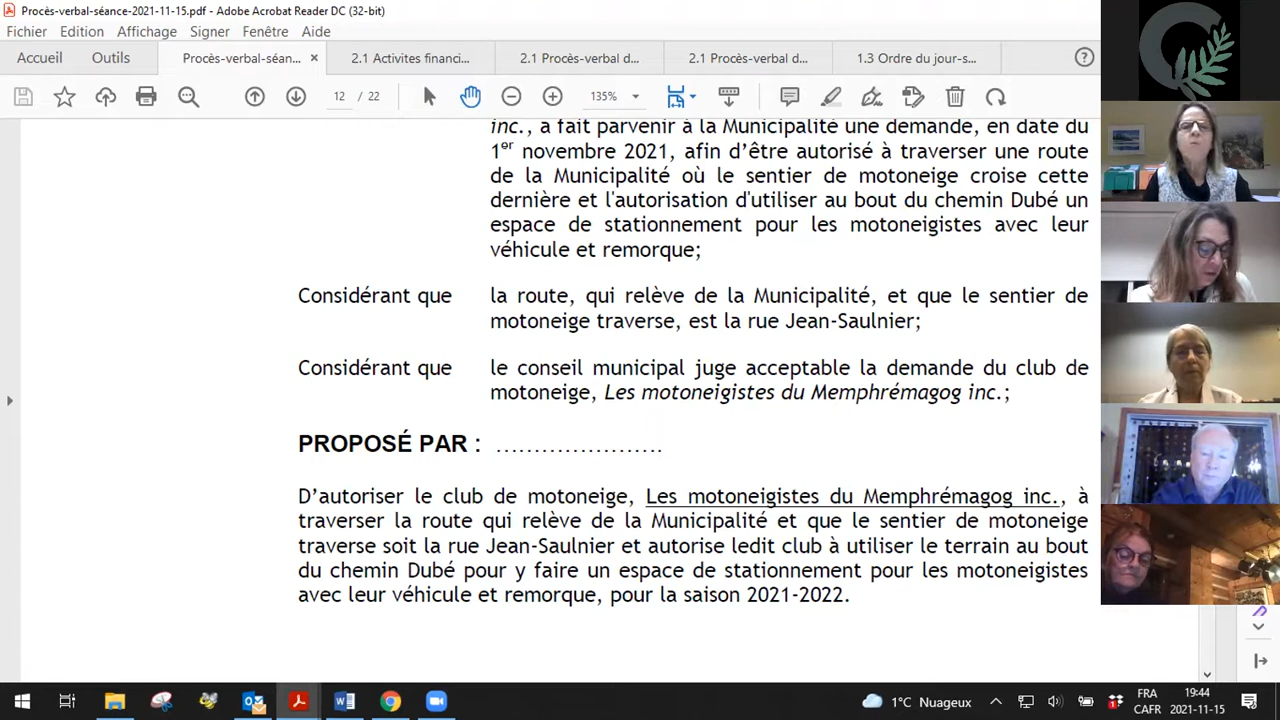 Procès-verbal-séance-2021-11-15.pdf - Adobe Acrobat Reader DC (32-bit)
Fichier Edition Affichage Signer Fenêtre Aide
Accueil Outils Procès-verbal-séan... × 2.1 Activites financi... 2.1 Procès-verbal d... 2.1 Procès-verbal d... 1.3 Ordre du jour-s...
12 / 22 135%
inc., a fait parvenir à la Municipalité une demande, en date du
1er novembre 2021, afin d’être autorisé à traverser une route
de la Municipalité où le sentier de motoneige croise cette
dernière et l'autorisation d'utiliser au bout du chemin Dubé un
espace de stationnement pour les motoneigistes avec leur
véhicule et remorque;
Considérant que la route, qui relève de la Municipalité, et que le sentier de
motoneige traverse, est la rue Jean-Saulnier;
Considérant que le conseil municipal juge acceptable la demande du club de
motoneige, Les motoneigistes du Memphrémagog inc.;
PROPOSÉ PAR : ......................
D’autoriser le club de motoneige, Les motoneigistes du Memphrémagog inc., à
traverser la route qui relève de la Municipalité et que le sentier de motoneige
traverse soit la rue Jean-Saulnier et autorise ledit club à utiliser le terrain au bout
du chemin Dubé pour y faire un espace de stationnement pour les motoneigistes
avec leur véhicule et remorque, pour la saison 2021-2022.
1°C Nuageux
FRA
CAFR
19:44
2021-11-15